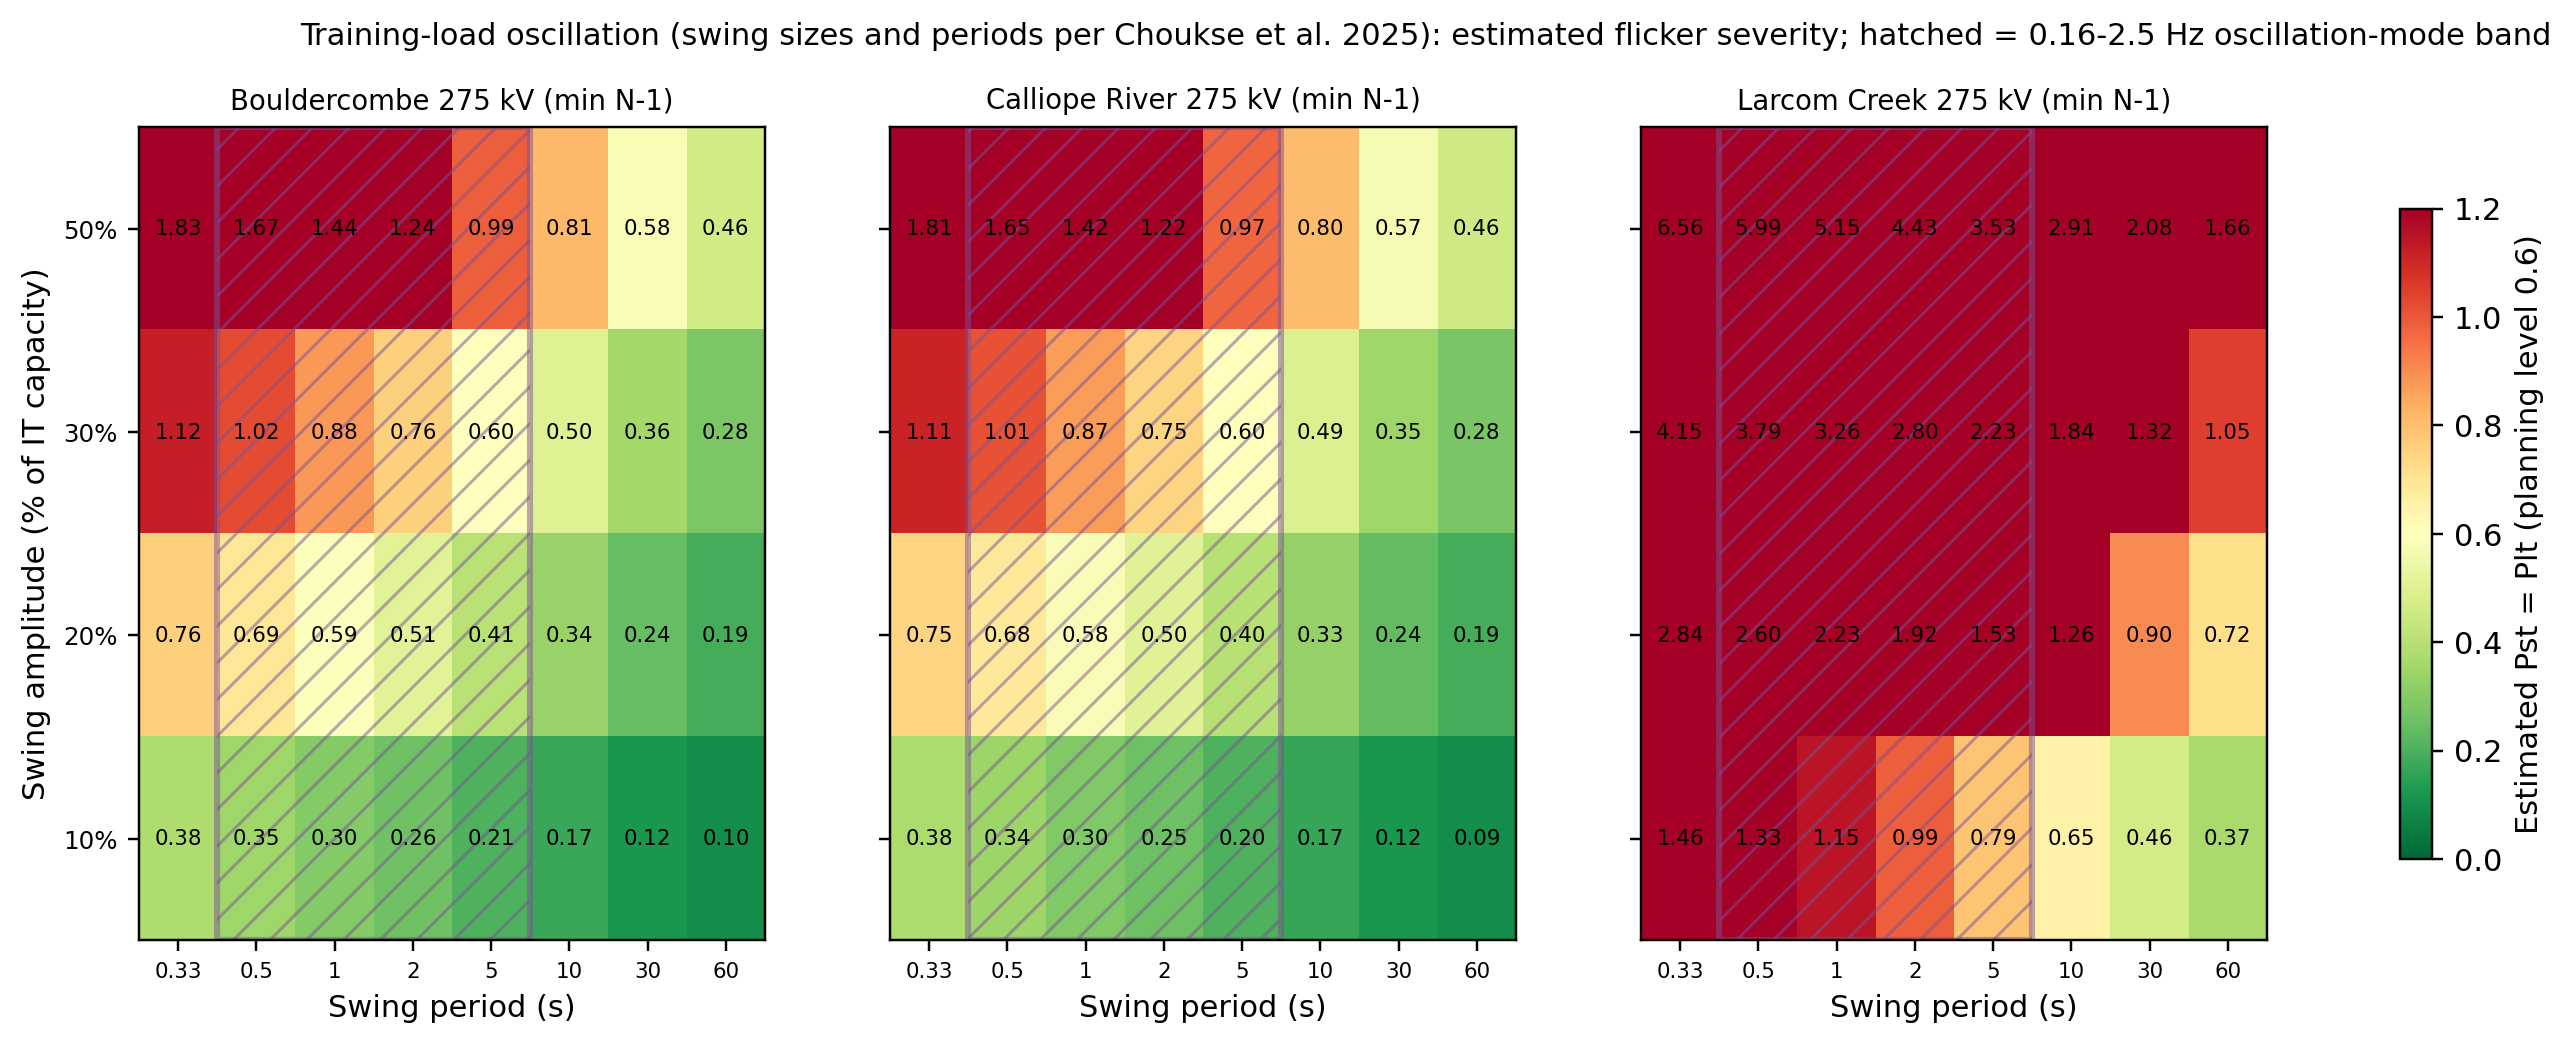 Training-load oscillation (swing sizes and periods per Choukse et al. 2025): estimated flicker severity; hatched = 0.16-2.5 Hz oscillation-mode band
Bouldercombe 275 kV (min N-1)
Swing amplitude (% of IT capacity)
50%
1.83 1.67 1.44 1.24 0.99 0.81 0.58 0.46
30%
1.12 1.02 0.88 0.76 0.60 0.50 0.36 0.28
20%
0.76 0.69 0.59 0.51 0.41 0.34 0.24 0.19
10%
0.38 0.35 0.30 0.26 0.21 0.17 0.12 0.10
0.33 0.5 1 2 5 10 30 60
Swing period (s)
Calliope River 275 kV (min N-1)
1.81 1.65 1.42 1.22 0.97 0.80 0.57 0.46
1.11 1.01 0.87 0.75 0.60 0.49 0.35 0.28
0.75 0.68 0.58 0.50 0.40 0.33 0.24 0.19
0.38 0.34 0.30 0.25 0.20 0.17 0.12 0.09
0.33 0.5 1 2 5 10 30 60
Swing period (s)
Larcom Creek 275 kV (min N-1)
6.56 5.99 5.15 4.43 3.53 2.91 2.08 1.66
4.15 3.79 3.26 2.80 2.23 1.84 1.32 1.05
2.84 2.60 2.23 1.92 1.53 1.26 0.90 0.72
1.46 1.33 1.15 0.99 0.79 0.65 0.46 0.37
0.33 0.5 1 2 5 10 30 60
Swing period (s)
1.2
1.0
0.8
0.6
0.4
0.2
0.0
Estimated Pst = Plt (planning level 0.6)